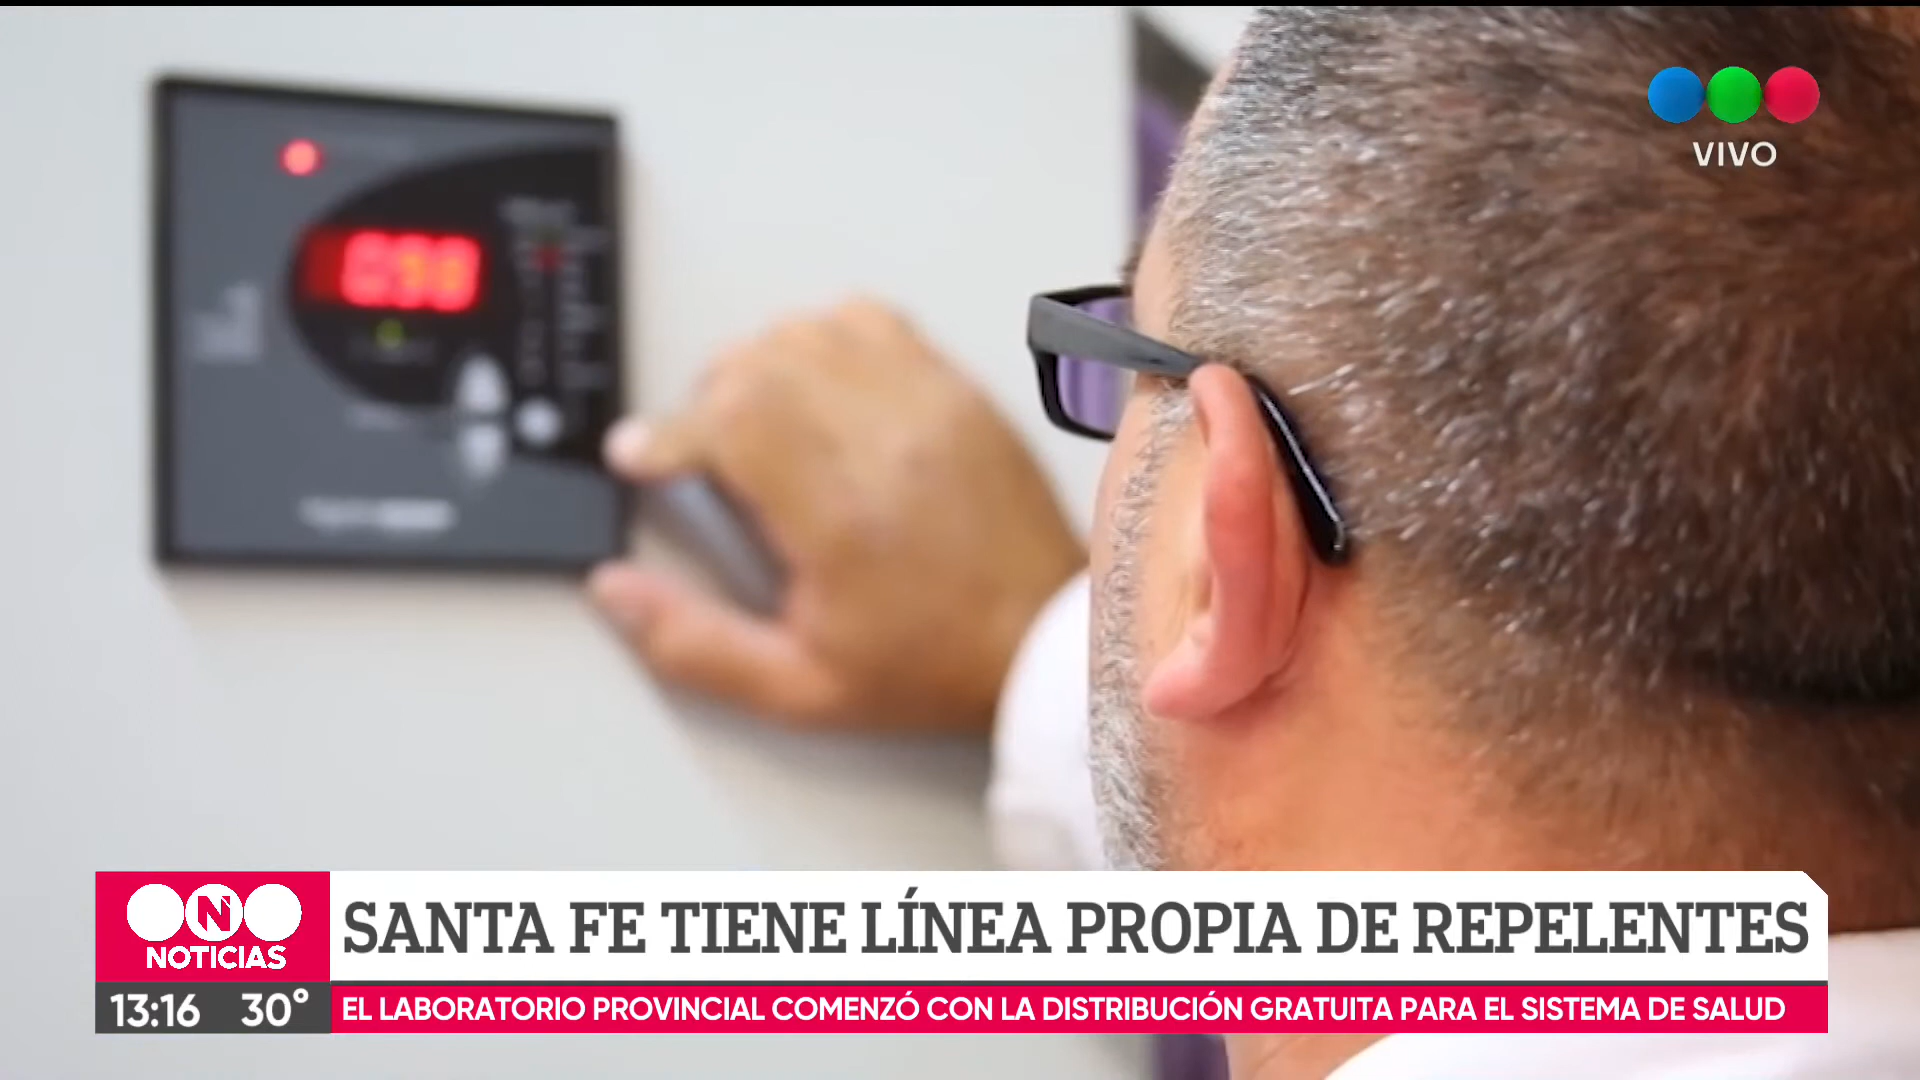 VIVO
SANTA FE TIENE LÍNEA PROPIA DE REPELENTES
N
NOTICIAS
13:16 30°
EL LABORATORIO PROVINCIAL COMENZÓ CON LA DISTRIBUCIÓN GRATUITA PARA EL SISTEMA DE SALUD